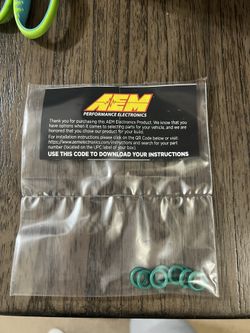 AEM
PERFORMANCE ELECTRONICS
Thank you for purchasing this AEM Electronics Product. We know that you
have options when it comes to selecting parts for your vehicle, and we are
honored that you chose our product for your build.
For installation instructions please click on the QR Code below or visit
https://www.aemelectronics.com/instructions and search for your part
number (located on the UPC label of your box).
USE THIS CODE TO DOWNLOAD YOUR INSTRUCTIONS